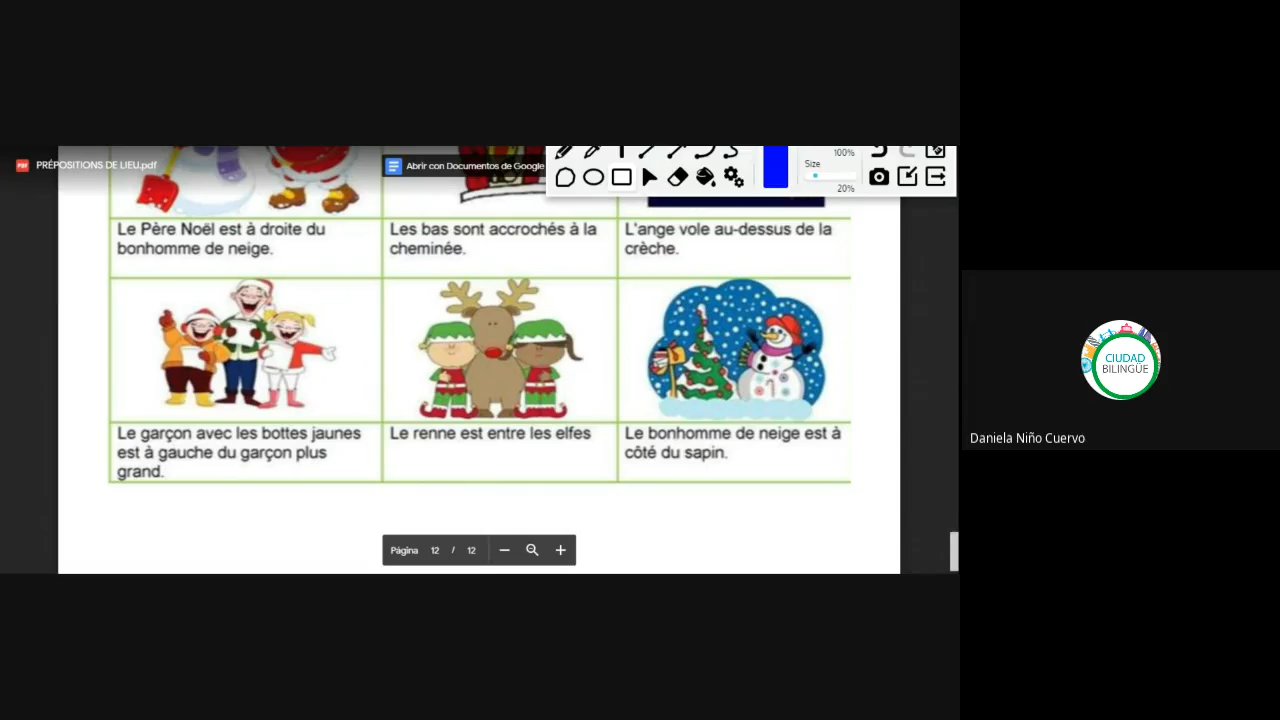 PRÉPOSITIONS DE LIEU.pdf
Abrir con Documentos de Google
100%
Size
20%
Le Père Noël est à droite du
bonhomme de neige.
Les bas sont accrochés à la
cheminée.
L'ange vole au-dessus de la
crèche.
Le garçon avec les bottes jaunes
est à gauche du garçon plus
grand.
Le renne est entre les elfes
Le bonhomme de neige est à
côté du sapin.
Página 12 / 12
CIUDAD
BILINGÜE
Daniela Niño Cuervo